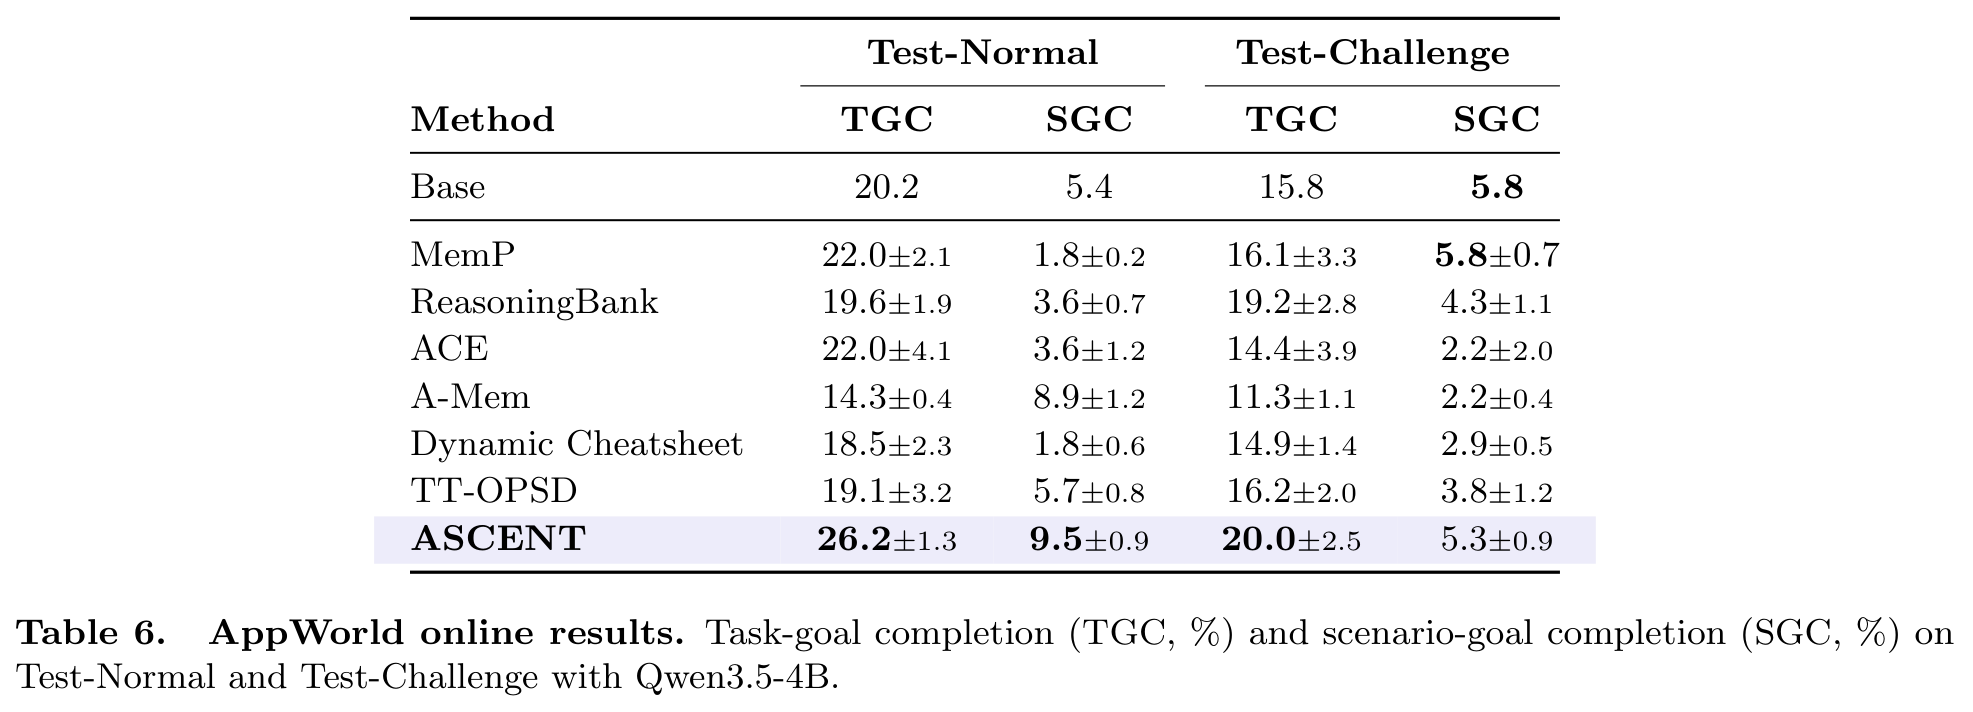 Test-Normal Test-Challenge
Method TGC SGC TGC SGC
Base 20.2 5.4 15.8 5.8
MemP 22.0±2.1 1.8±0.2 16.1±3.3 5.8±0.7
ReasoningBank 19.6±1.9 3.6±0.7 19.2±2.8 4.3±1.1
ACE 22.0±4.1 3.6±1.2 14.4±3.9 2.2±2.0
A-Mem 14.3±0.4 8.9±1.2 11.3±1.1 2.2±0.4
Dynamic Cheatsheet 18.5±2.3 1.8±0.6 14.9±1.4 2.9±0.5
TT-OPSD 19.1±3.2 5.7±0.8 16.2±2.0 3.8±1.2
ASCENT 26.2±1.3 9.5±0.9 20.0±2.5 5.3±0.9
Table 6. AppWorld online results. Task-goal completion (TGC, %) and scenario-goal completion (SGC, %) on
Test-Normal and Test-Challenge with Qwen3.5-4B.